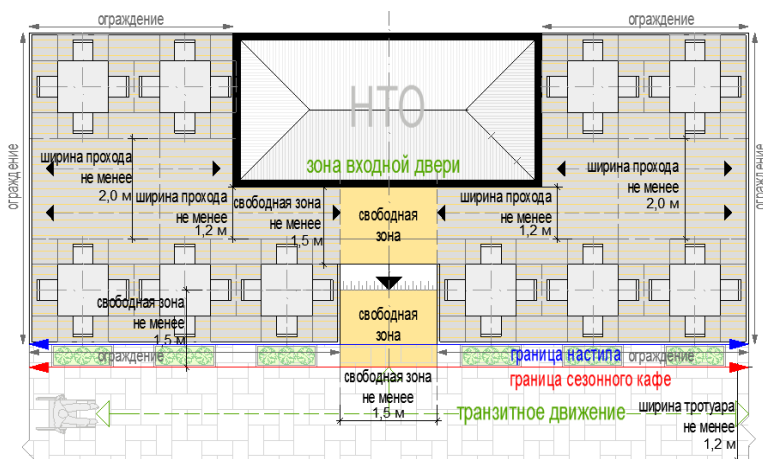 ограждение
ограждение
ограждение
ограждение
НТО
зона входной двери
ширина прохода
не менее
2,0 м
ширина прохода
не менее
1,2 м
свободная зона
не менее
1,5 м
свободная
зона
ширина прохода
не менее
1,2 м
ширина прохода
не менее
2,0 м
свободная зона
не менее
1,5 м
свободная
зона
ограждение
граница настила
ограждение
граница сезонного кафе
свободная зона
не менее
1,5 м
транзитное движение
ширина тротуара
не менее
1,2 м